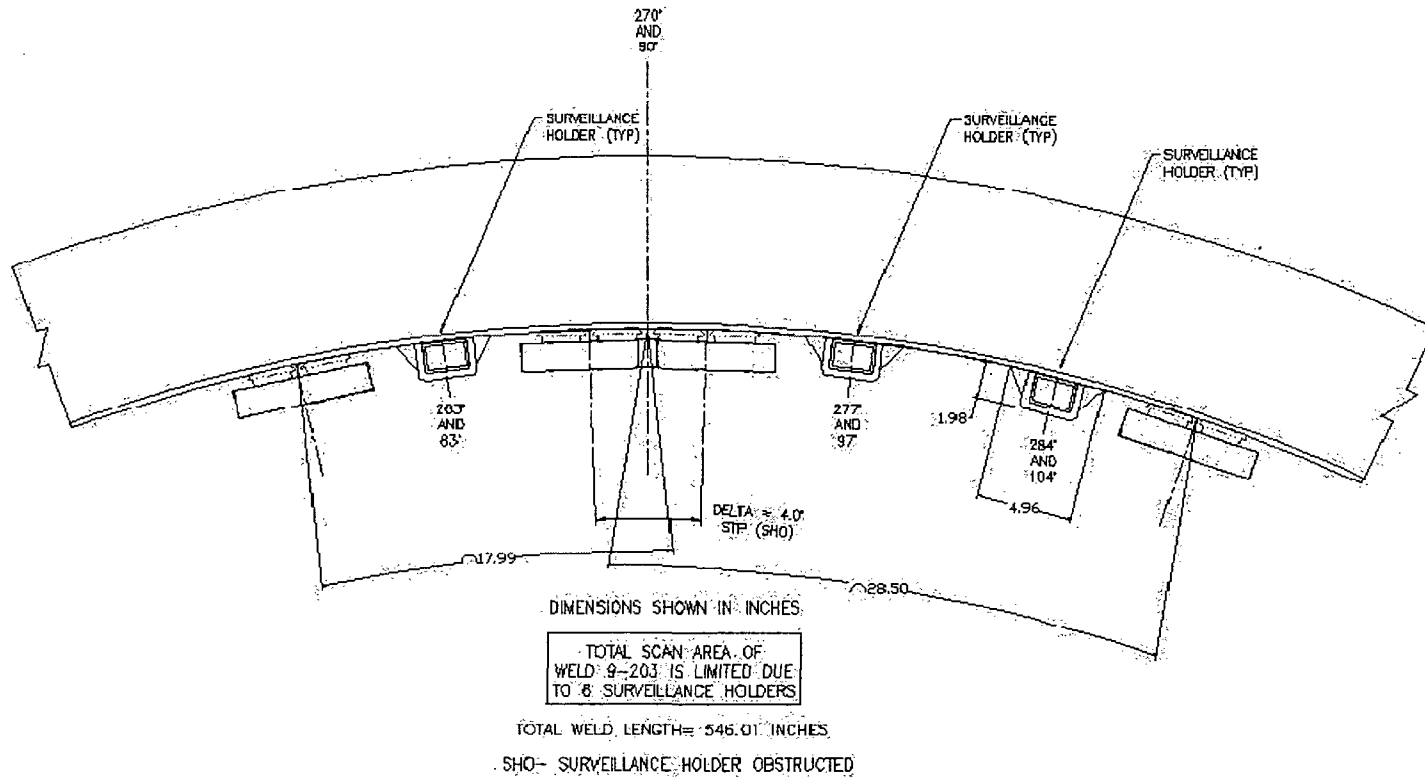 270°
AND
90°
SURVEILLANCE
HOLDER (TYP)
SURVEILLANCE
HOLDER (TYP)
SURVEILLANCE
HOLDER (TYP)
AND
83°
277°
AND
97°
1.98
284°
AND
104°
4.96
DELTA = 4.0°
STP (SHO)
17.99
28.50
DIMENSIONS SHOWN IN INCHES
TOTAL SCAN AREA OF
WELD 9-203 IS LIMITED DUE
TO 6 SURVEILLANCE HOLDERS
TOTAL WELD LENGTH= 546.01 INCHES
SHO- SURVEILLANCE HOLDER OBSTRUCTED